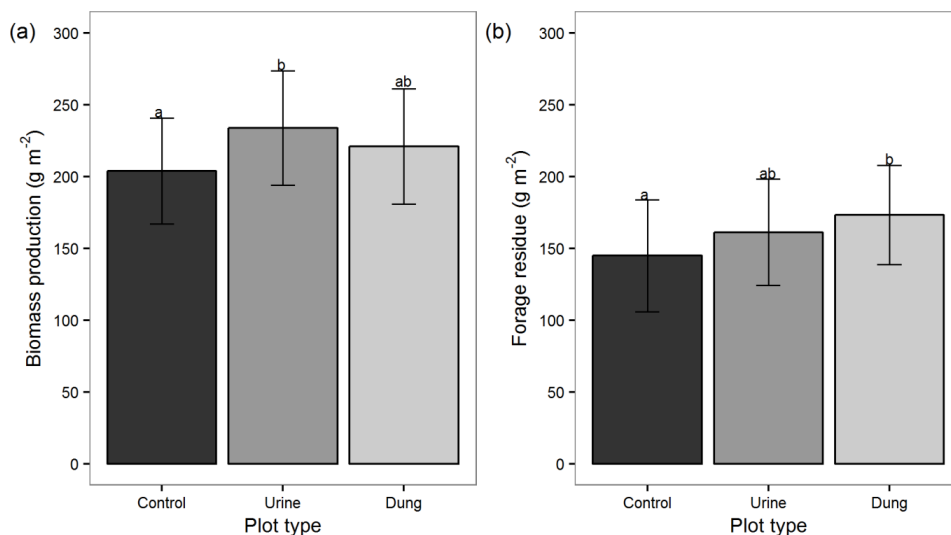 (a)
Biomass production (g m⁻²)
300
250
200
150
100
50
0
a
b
ab
Control Urine Dung
Plot type
(b)
Forage residue (g m⁻²)
300
250
200
150
100
50
0
a
ab
b
Control Urine Dung
Plot type